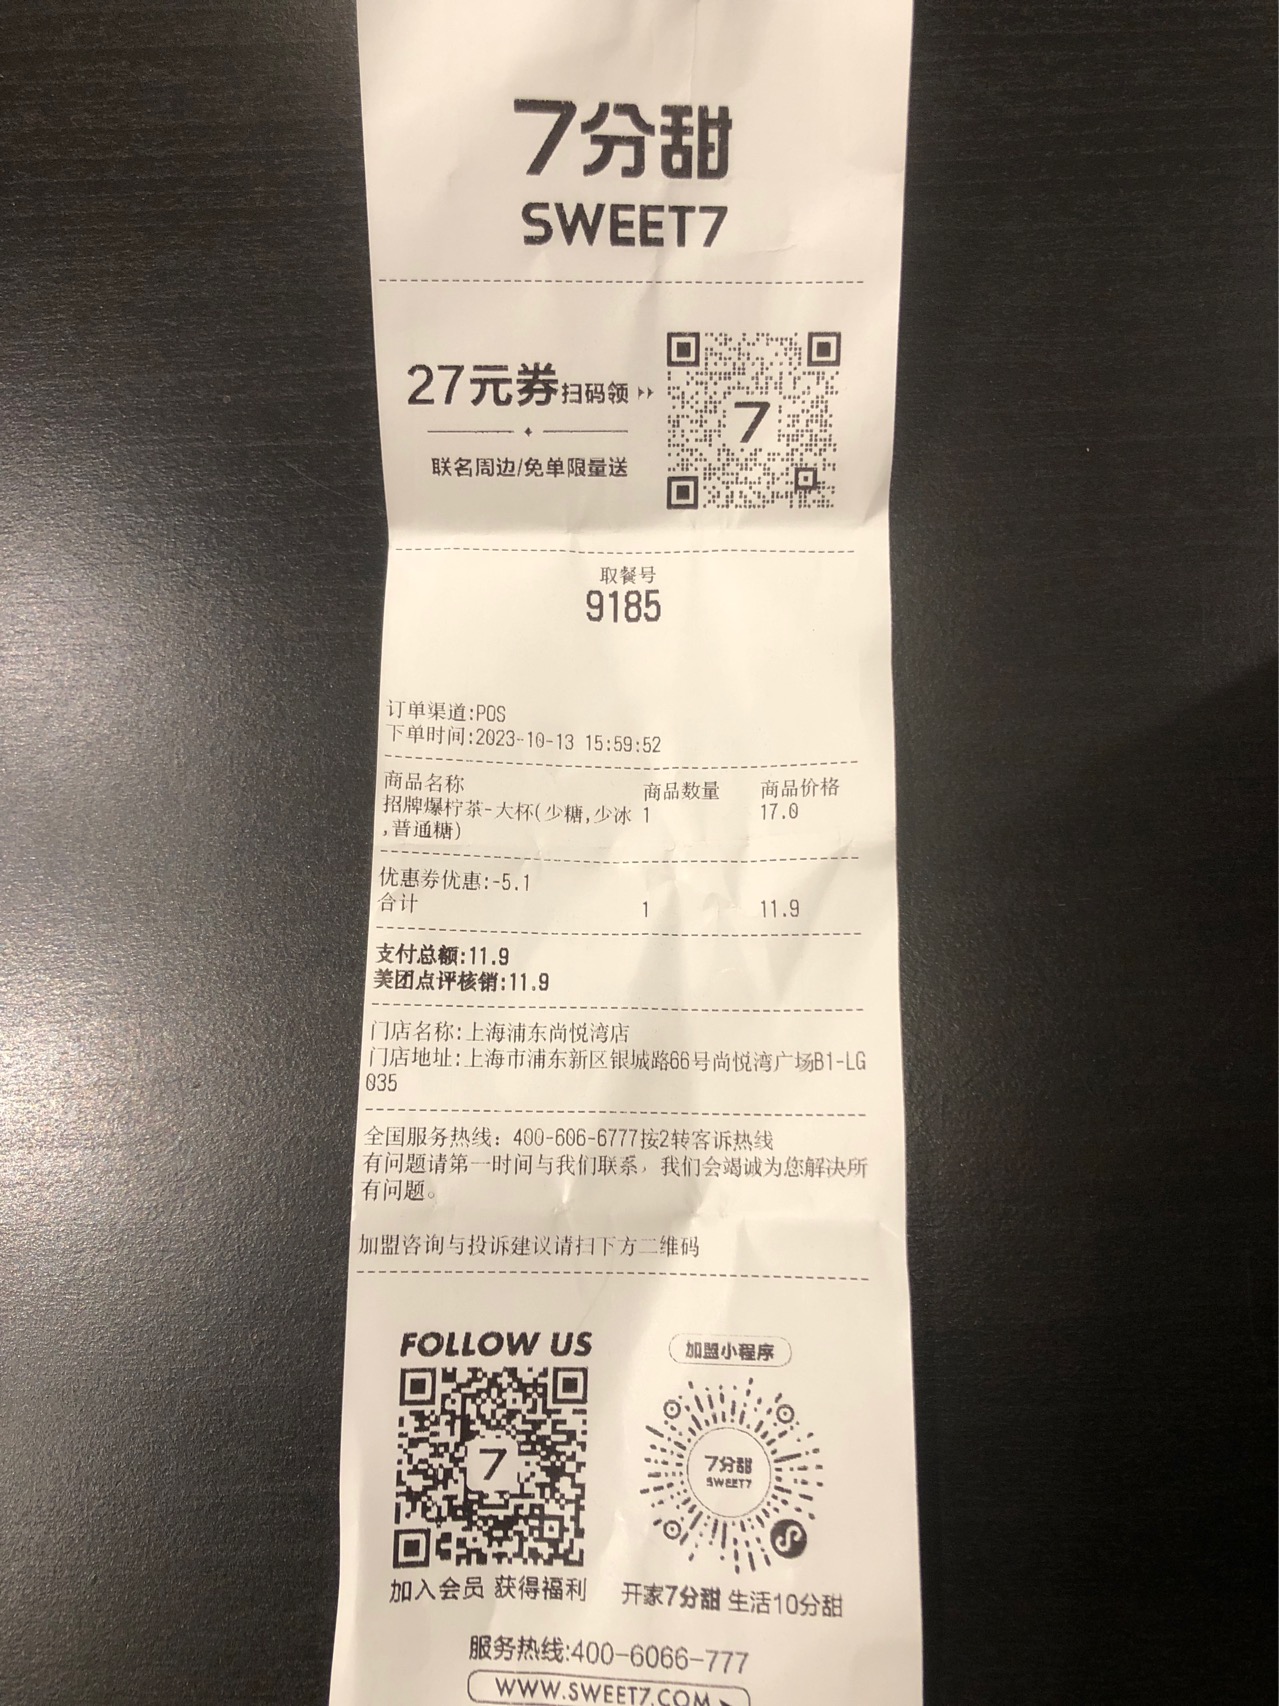 7分甜
SWEET7
27元券扫码领
联名周边/免单限量送
7
取餐号
9185
订单渠道:POS
下单时间:2023-10-13 15:59:52
商品名称 商品数量 商品价格
招牌爆柠茶-大杯(少糖,少冰 1 17.0
,普通糖)
优惠券优惠:-5.1
合计 1 11.9
支付总额:11.9
美团点评核销:11.9
门店名称:上海浦东尚悦湾店
门店地址:上海市浦东新区银城路66号尚悦湾广场B1-LG
035
全国服务热线：400-606-6777按2转客诉热线
有问题请第一时间与我们联系，我们会竭诚为您解决所
有问题。
加盟咨询与投诉建议请扫下方二维码
FOLLOW US
7
加入会员 获得福利
加盟小程序
7分甜
SWEET7
开家7分甜 生活10分甜
服务热线:400-6066-777
WWW.SWEET7.COM